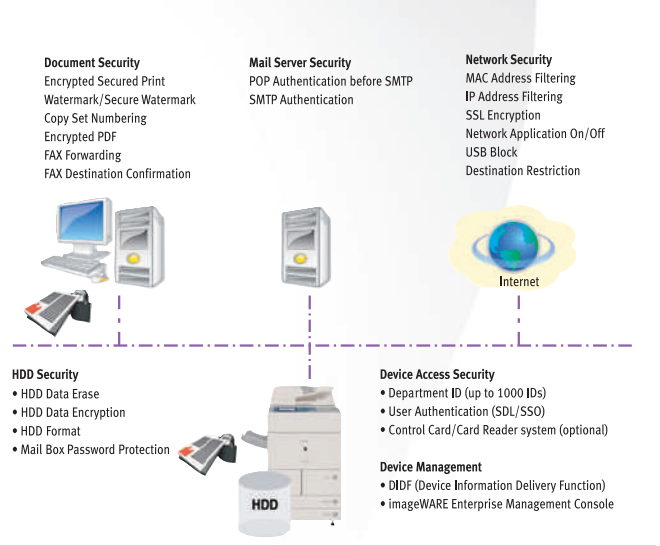 Document Security
Encrypted Secured Print
Watermark/Secure Watermark
Copy Set Numbering
Encrypted PDF
FAX Forwarding
FAX Destination Confirmation
Mail Server Security
POP Authentication before SMTP
SMTP Authentication
Network Security
MAC Address Filtering
IP Address Filtering
SSL Encryption
Network Application On/Off
USB Block
Destination Restriction
Internet
HDD Security
• HDD Data Erase
• HDD Data Encryption
• HDD Format
• Mail Box Password Protection
HDD
Device Access Security
• Department ID (up to 1000 IDs)
• User Authentication (SDL/SSO)
• Control Card/Card Reader system (optional)
Device Management
• DIDF (Device Information Delivery Function)
• imageWARE Enterprise Management Console